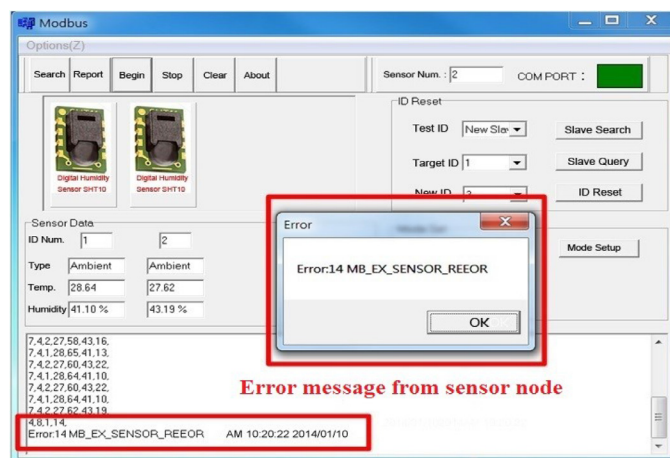 Modbus
Options(Z)
Search Report Begin Stop Clear About
Sensor Num. : 2 COM PORT :
Digital Humidity
Sensor SHT10
Digital Humidity
Sensor SHT10
ID Reset
Test ID New Sla Slave Search
Target ID 1 Slave Query
New ID ID Reset
Sensor Data
ID Num. 1 2
Type Ambient Ambient
Temp. 28.64 27.62
Humidity 41.10 % 43.19 %
Mode Setup
Error
Error:14 MB_EX_SENSOR_REEOR
OK
7,4,2,27,58,43,16,
7,4,1,28,65,41,13,
7,4,2,27,60,43,22,
7,4,1,28,64,41,10,
7,4,2,27,60,43,22,
7,4,1,28,64,41,10,
7,4,2,27,62,43,19,
4,8,1,14,
Error:14 MB_EX_SENSOR_REEOR AM 10:20:22 2014/01/10
Error message from sensor node